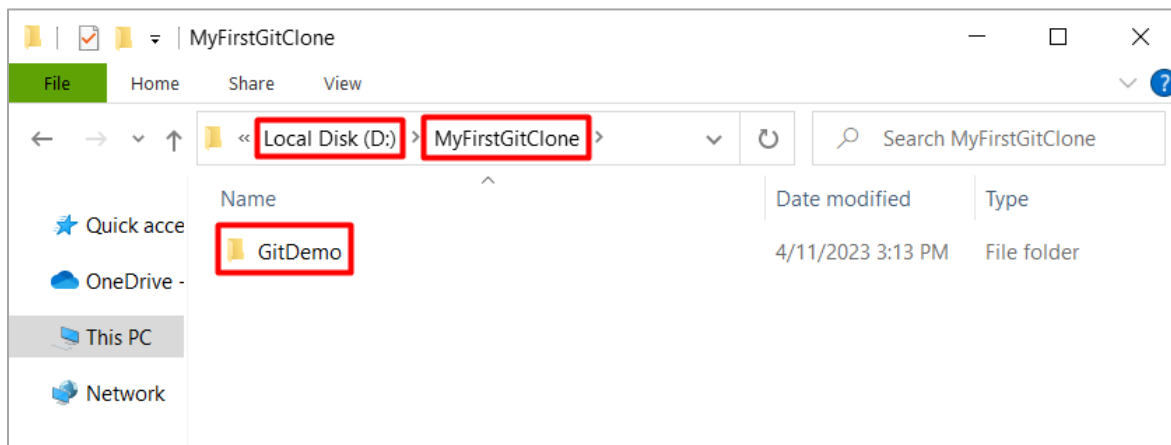 MyFirstGitClone
File Home Share View ?
« Local Disk (D:) > MyFirstGitClone > Search MyFirstGitClone
Name Date modified Type
Quick acce
GitDemo 4/11/2023 3:13 PM File folder
OneDrive -
This PC
Network